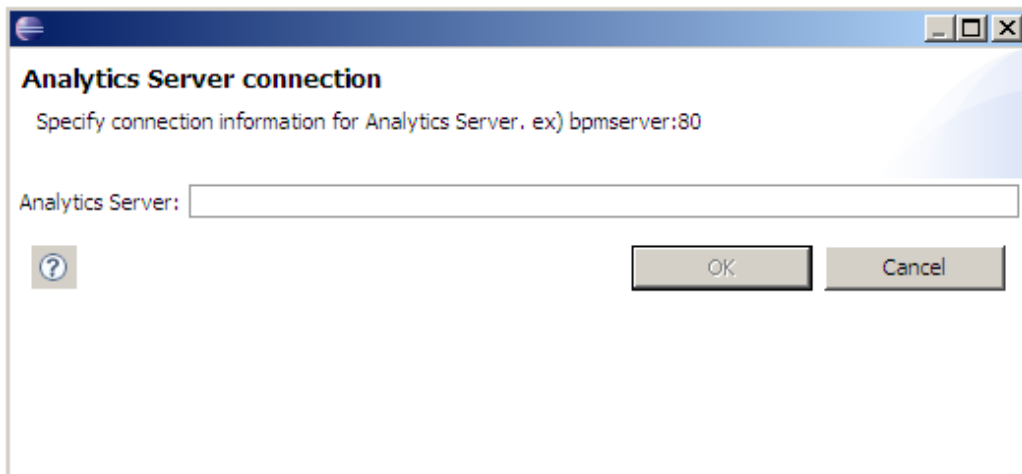 Analytics Server connection
Specify connection information for Analytics Server. ex) bpmserver:80
Analytics Server:
OK Cancel